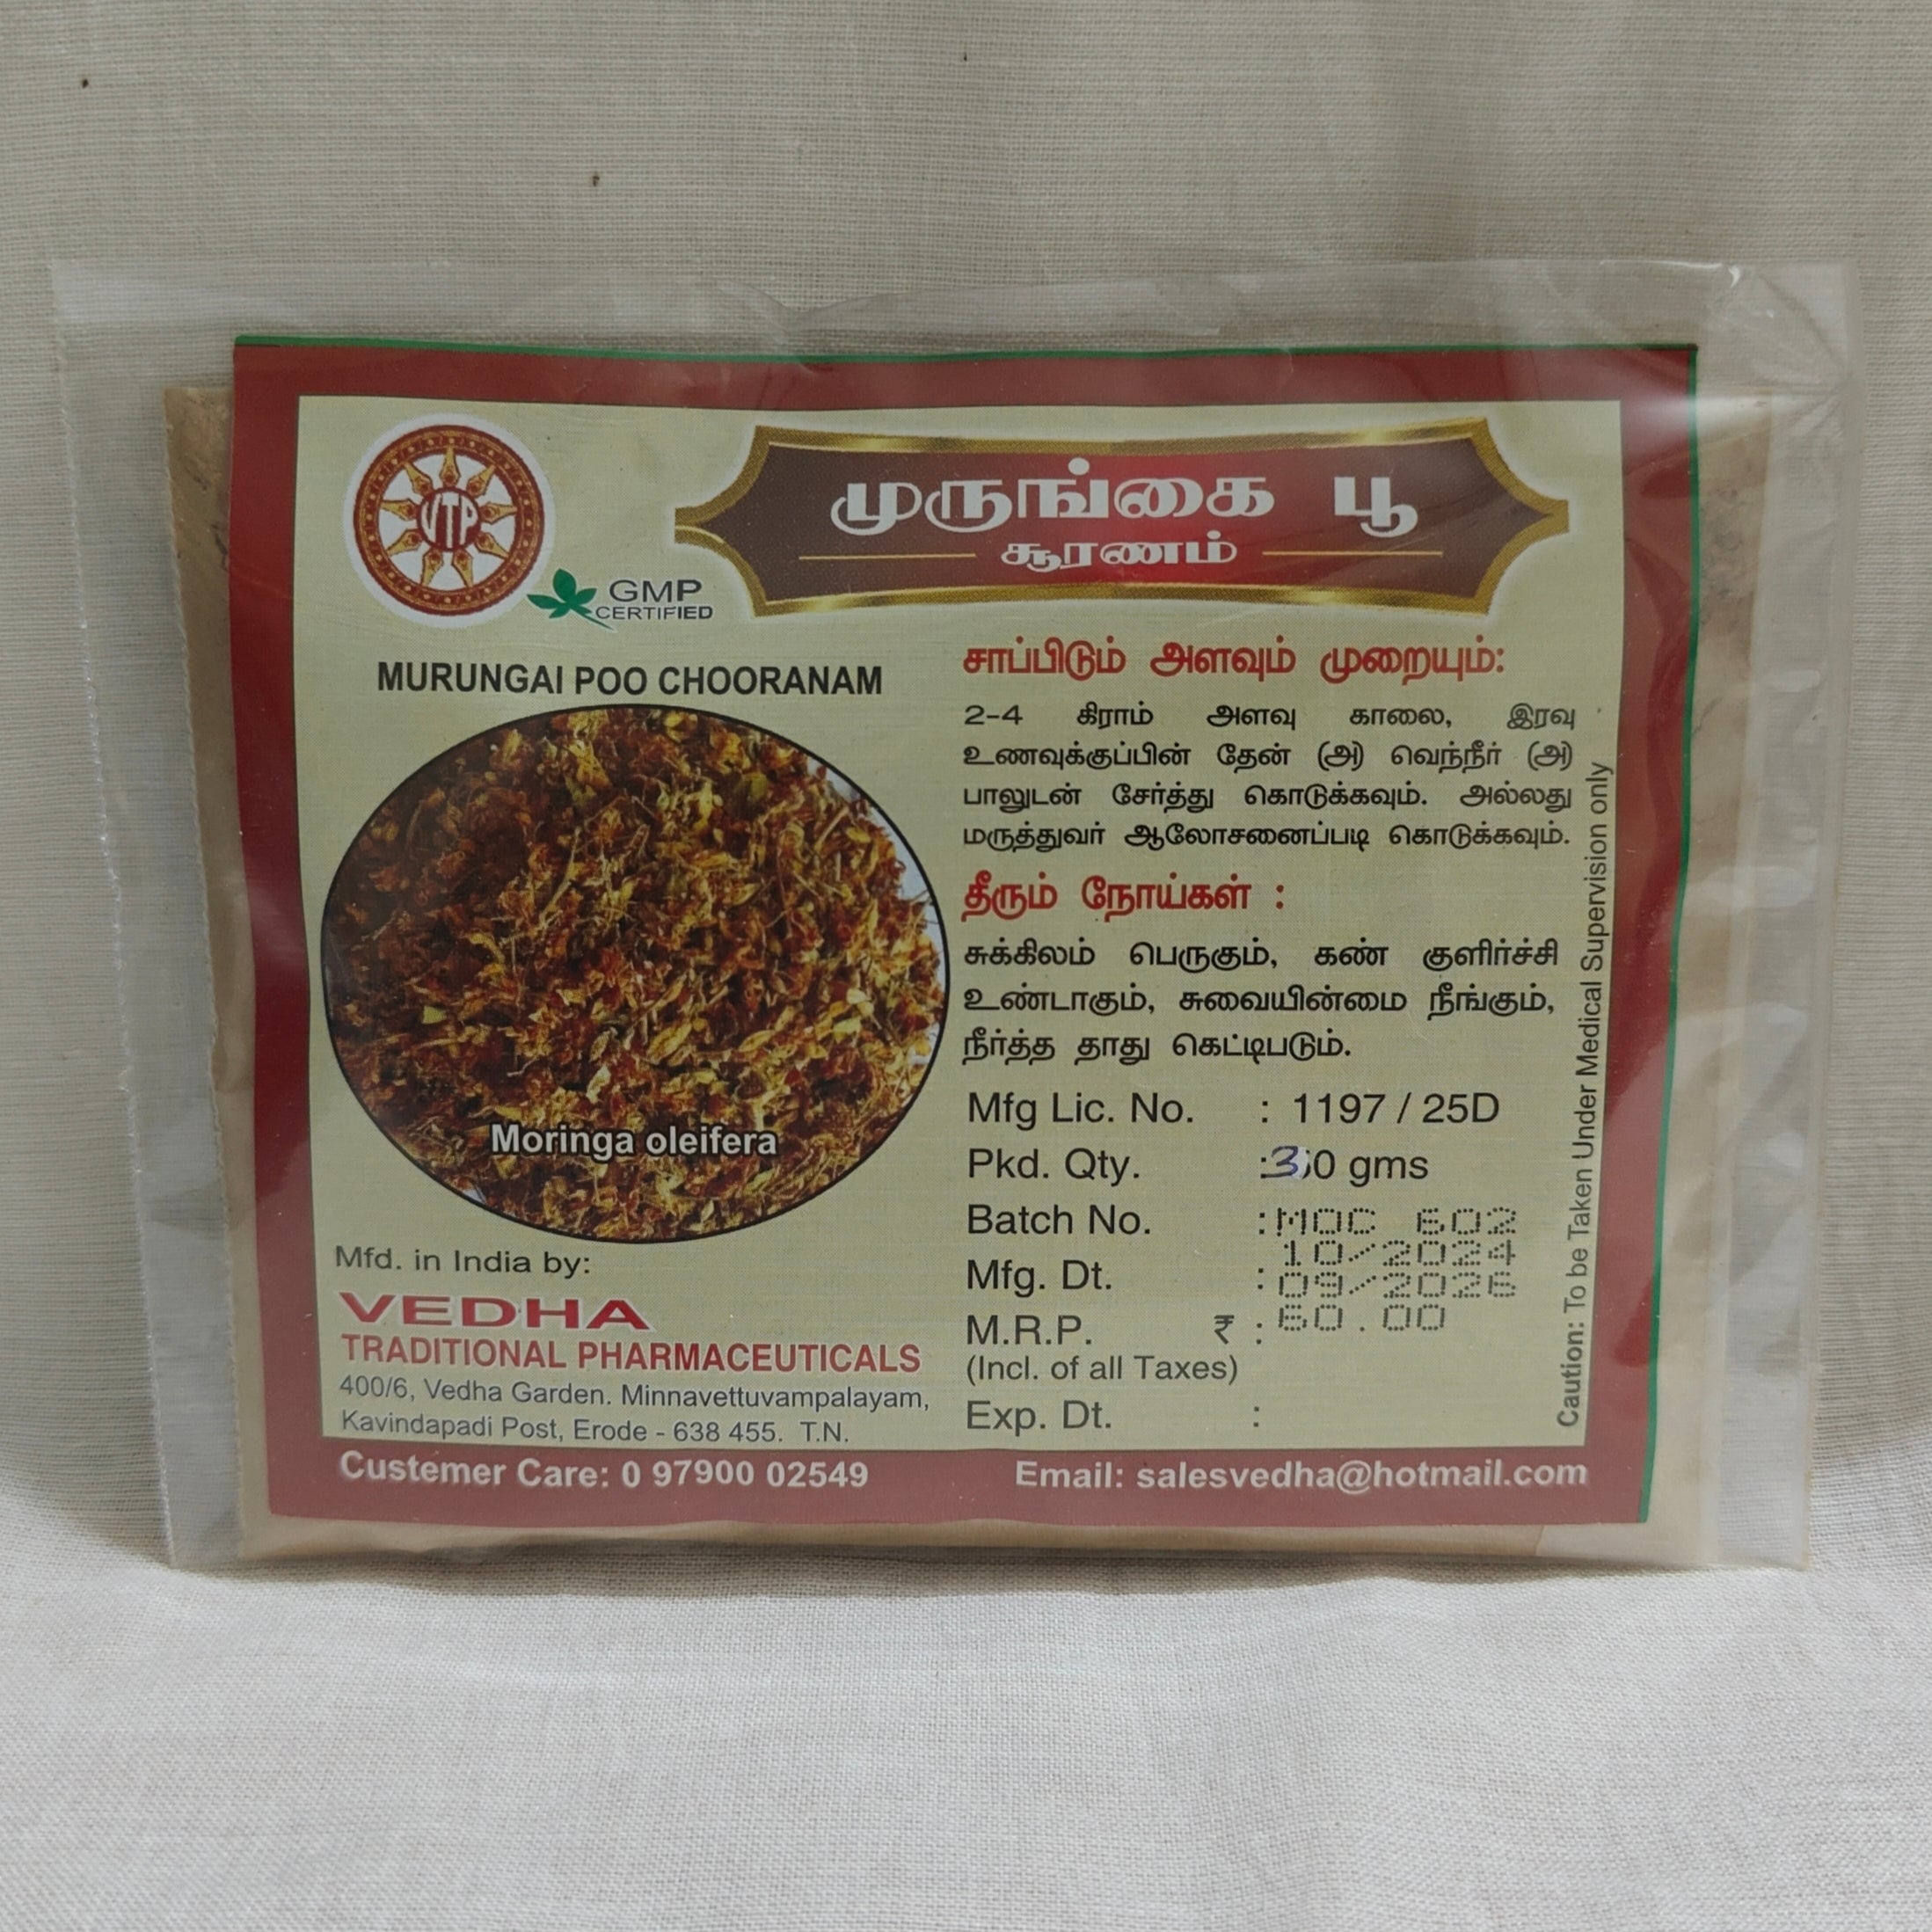 VTP
GMP
CERTIFIED
முருங்கை பூ
சூரணம்
MURUNGAI POO CHOORANAM
Moringa oleifera
Mfd. in India by:
VEDHA
TRADITIONAL PHARMACEUTICALS
400/6, Vedha Garden. Minnavettuvampalayam,
Kavindapadi Post, Erode - 638 455. T.N.
சாப்பிடும் அளவும் முறையும்:
2-4 கிராம் அளவு காலை, இரவு
உணவுக்குப்பின் தேன் (அ) வெந்நீர் (அ)
பாலுடன் சேர்த்து கொடுக்கவும். அல்லது
மருத்துவர் ஆலோசனைப்படி கொடுக்கவும்.
தீரும் நோய்கள் :
சுக்கிலம் பெருகும், கண் குளிர்ச்சி
உண்டாகும், சுவையின்மை நீங்கும்,
நீர்த்த தாது கெட்டிபடும்.
Mfg Lic. No. : 1197 / 25D
Pkd. Qty. : gms
Batch No. : MOC 602
10/2024
Mfg. Dt. : 09/2026
M.R.P. ₹ : 60.00
(Incl. of all Taxes)
Exp. Dt. :
Caution: To be Taken Under Medical Supervision only
Custemer Care: 0 97900 02549 Email: salesvedha@hotmail.com